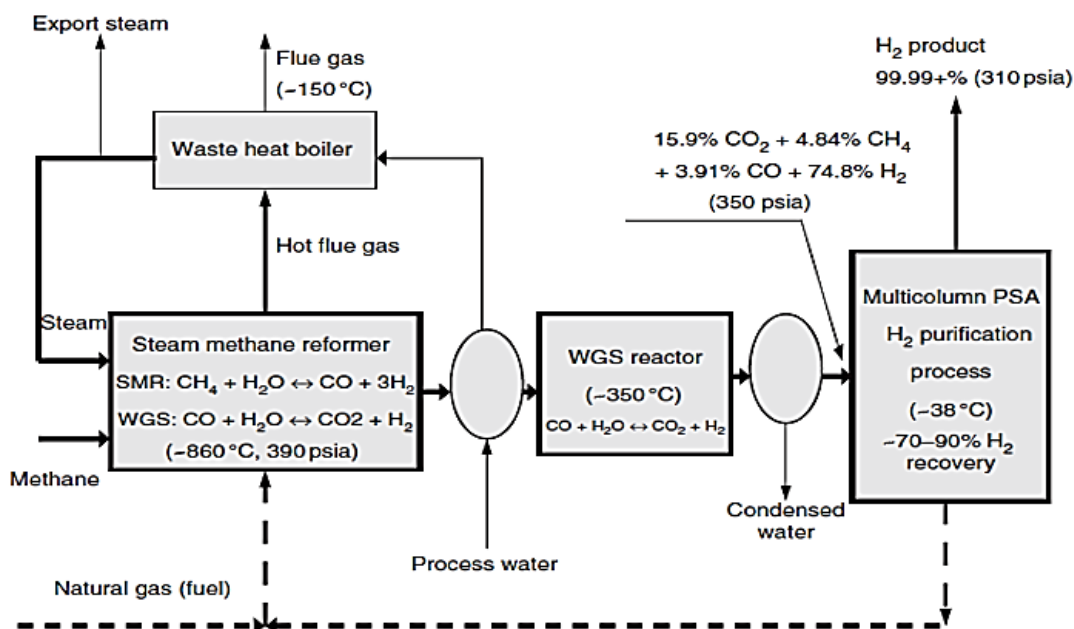 Export steam
Flue gas
(~150 °C)
H₂ product
99.99+% (310 psia)
Waste heat boiler
15.9% CO₂ + 4.84% CH₄
+ 3.91% CO + 74.8% H₂
(350 psia)
Hot flue gas
Steam
Steam methane reformer
SMR: CH₄ + H₂O ↔ CO + 3H₂
WGS: CO + H₂O ↔ CO2 + H₂
(~860 °C, 390 psia)
Methane
WGS reactor
(~350 °C)
CO + H₂O ↔ CO₂ + H₂
Multicolumn PSA
H₂ purification
process
(~38 °C)
~70–90% H₂
recovery
Condensed
water
Process water
Natural gas (fuel)